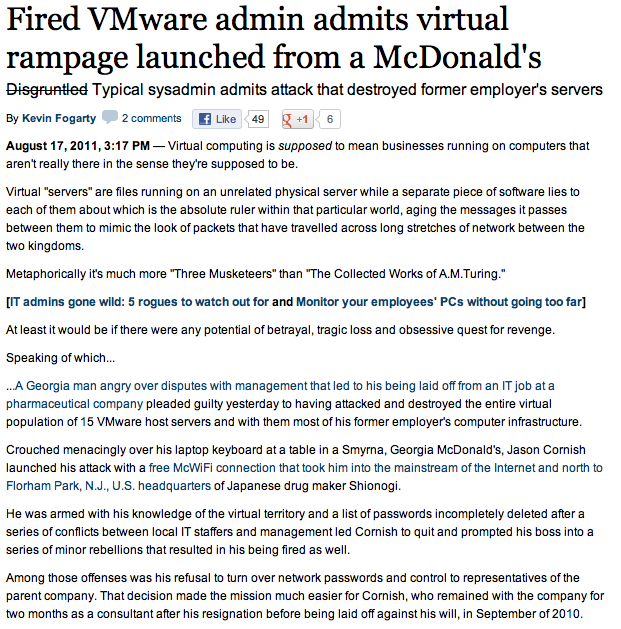 Fired VMware admin admits virtual
rampage launched from a McDonald's
Disgruntled Typical sysadmin admits attack that destroyed former employer's servers
By Kevin Fogarty 2 comments Like 49 +1 6
August 17, 2011, 3:17 PM — Virtual computing is supposed to mean businesses running on computers that
aren't really there in the sense they're supposed to be.
Virtual "servers" are files running on an unrelated physical server while a separate piece of software lies to
each of them about which is the absolute ruler within that particular world, aging the messages it passes
between them to mimic the look of packets that have travelled across long stretches of network between the
two kingdoms.
Metaphorically it's much more "Three Musketeers" than "The Collected Works of A.M.Turing."
[IT admins gone wild: 5 rogues to watch out for and Monitor your employees' PCs without going too far]
At least it would be if there were any potential of betrayal, tragic loss and obsessive quest for revenge.
Speaking of which...
...A Georgia man angry over disputes with management that led to his being laid off from an IT job at a
pharmaceutical company pleaded guilty yesterday to having attacked and destroyed the entire virtual
population of 15 VMware host servers and with them most of his former employer's computer infrastructure.
Crouched menacingly over his laptop keyboard at a table in a Smyrna, Georgia McDonald's, Jason Cornish
launched his attack with a free McWiFi connection that took him into the mainstream of the Internet and north to
Florham Park, N.J., U.S. headquarters of Japanese drug maker Shionogi.
He was armed with his knowledge of the virtual territory and a list of passwords incompletely deleted after a
series of conflicts between local IT staffers and management led Cornish to quit and prompted his boss into a
series of minor rebellions that resulted in his being fired as well.
Among those offenses was his refusal to turn over network passwords and control to representatives of the
parent company. That decision made the mission much easier for Cornish, who remained with the company for
two months as a consultant after his resignation before being laid off against his will, in September of 2010.